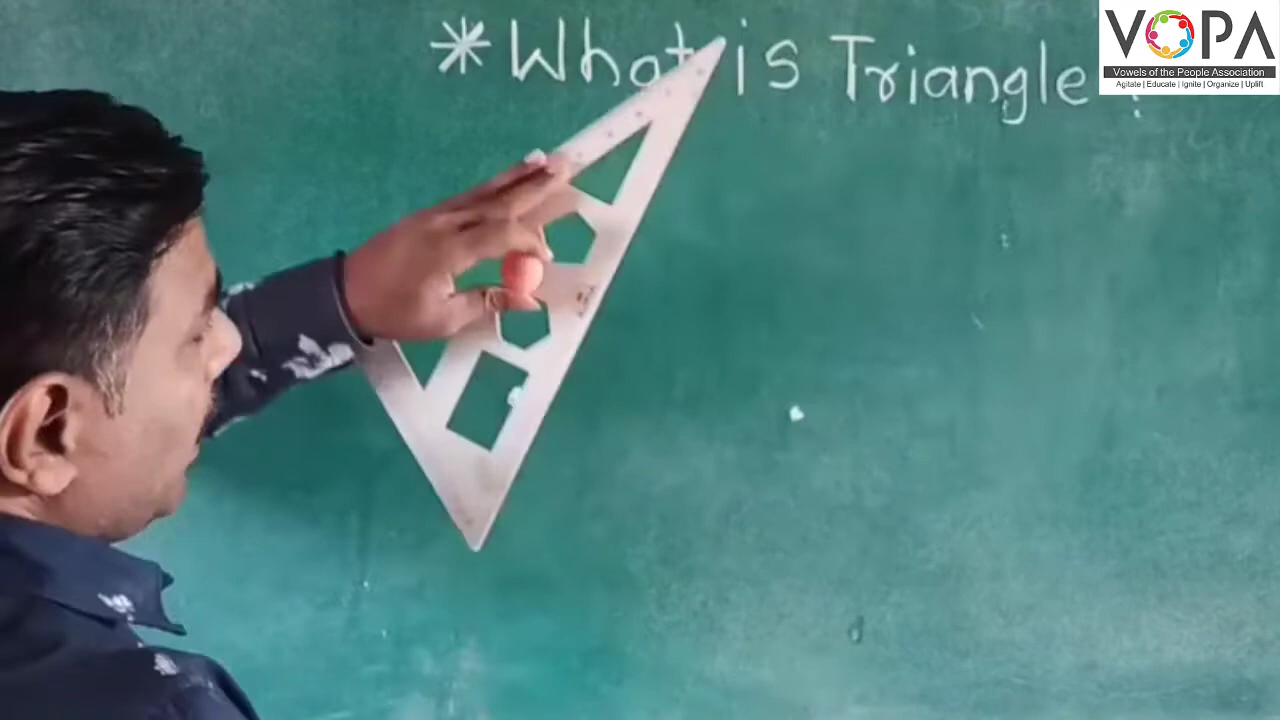 * What is Triangle ?
VOPA
Vowels of the People Association
Agitate | Educate | Ignite | Organize | Uplift